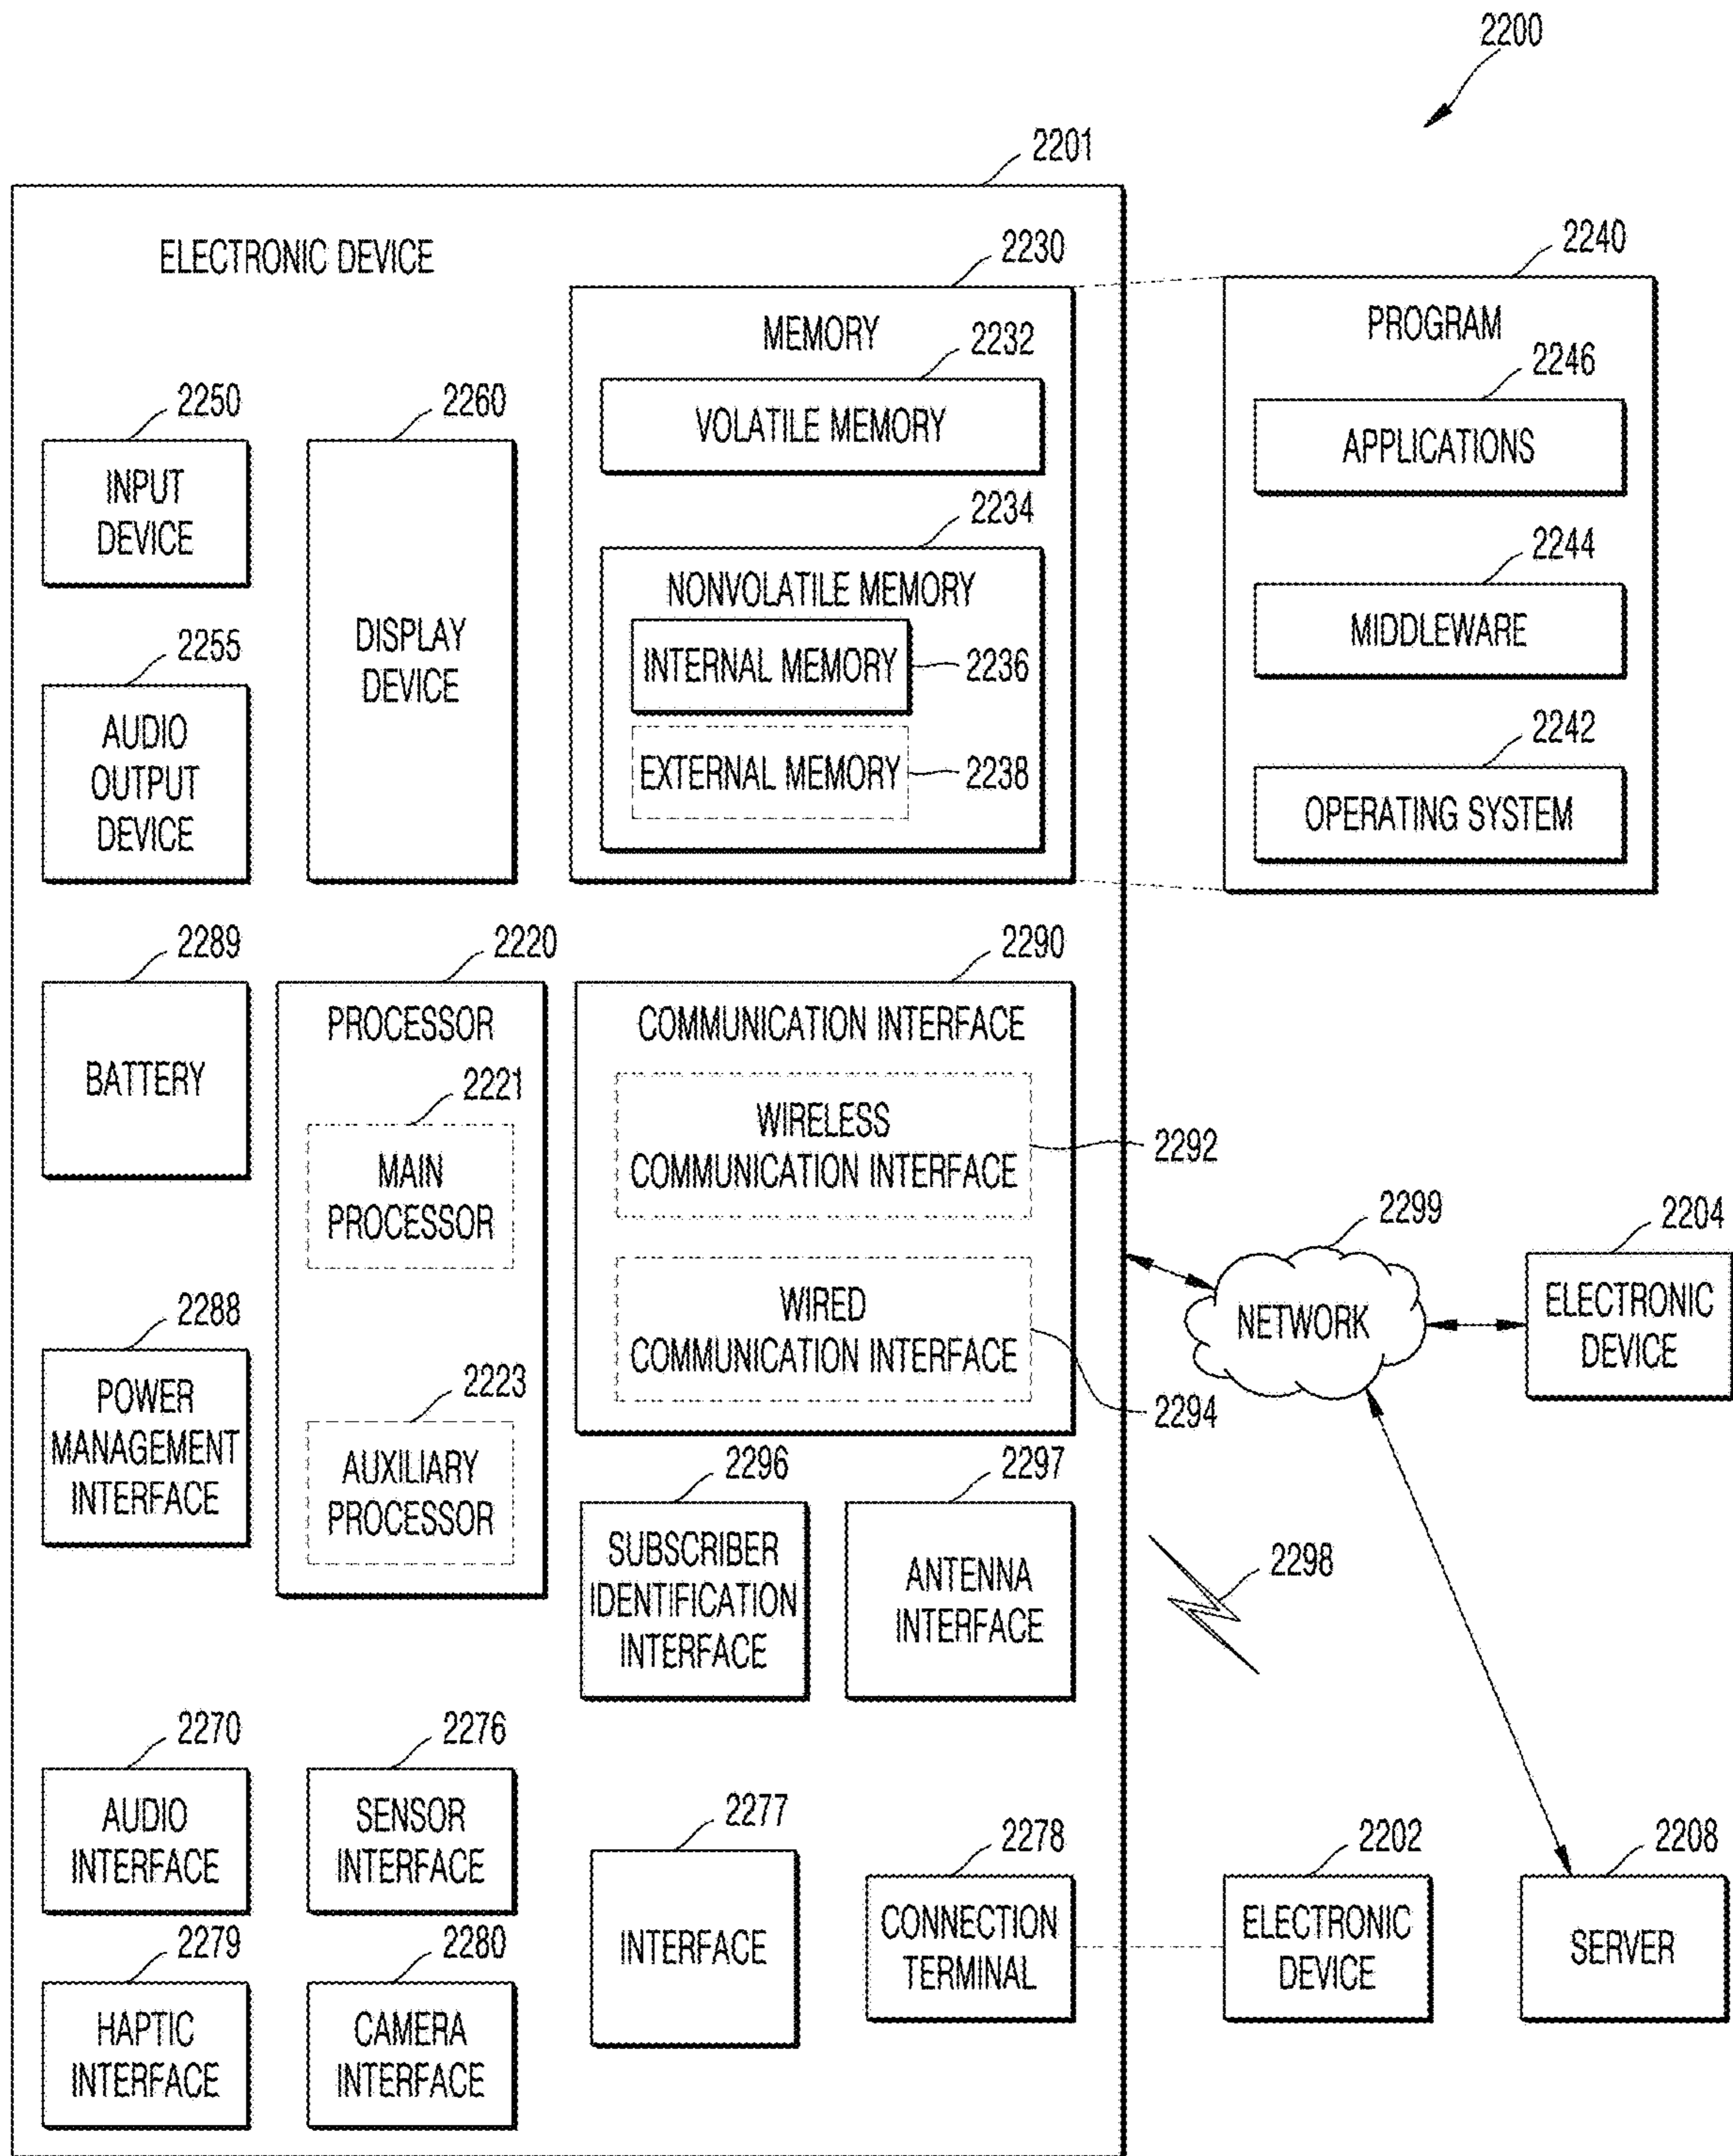 2200
2201
ELECTRONIC DEVICE
2230
MEMORY
2232
VOLATILE MEMORY
2234
NONVOLATILE MEMORY
INTERNAL MEMORY
2236
EXTERNAL MEMORY
2238
2240
PROGRAM
2246
APPLICATIONS
2244
MIDDLEWARE
2242
OPERATING SYSTEM
2250
INPUT
DEVICE
2260
DISPLAY
DEVICE
2255
AUDIO
OUTPUT
DEVICE
2289
BATTERY
2220
PROCESSOR
2221
MAIN
PROCESSOR
2223
AUXILIARY
PROCESSOR
2290
COMMUNICATION INTERFACE
WIRELESS
COMMUNICATION INTERFACE
2292
WIRED
COMMUNICATION INTERFACE
2294
2288
POWER
MANAGEMENT
INTERFACE
2296
SUBSCRIBER
IDENTIFICATION
INTERFACE
2297
ANTENNA
INTERFACE
2299
NETWORK
2204
ELECTRONIC
DEVICE
2298
2270
AUDIO
INTERFACE
2276
SENSOR
INTERFACE
2277
INTERFACE
2278
CONNECTION
TERMINAL
2202
ELECTRONIC
DEVICE
2208
SERVER
2279
HAPTIC
INTERFACE
2280
CAMERA
INTERFACE